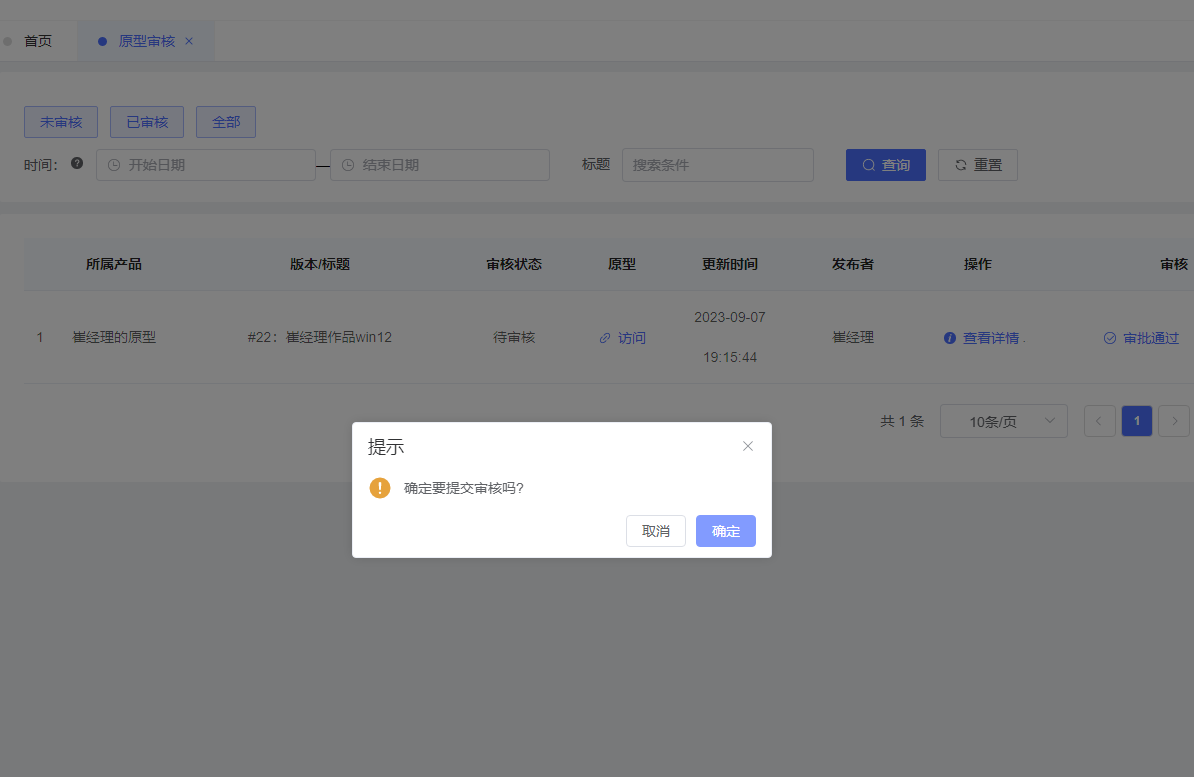 首页 原型审核
未审核 已审核 全部
时间： 开始日期 — 结束日期 标题 搜索条件 查询 重置
所属产品 版本/标题 审核状态 原型 更新时间 发布者 操作 审核
1 崔经理的原型 #22：崔经理作品win12 待审核 访问 2023-09-07 19:15:44 崔经理 查看详情 . 审批通过
共 1 条 10条/页 1
提示
确定要提交审核吗?
取消 确定